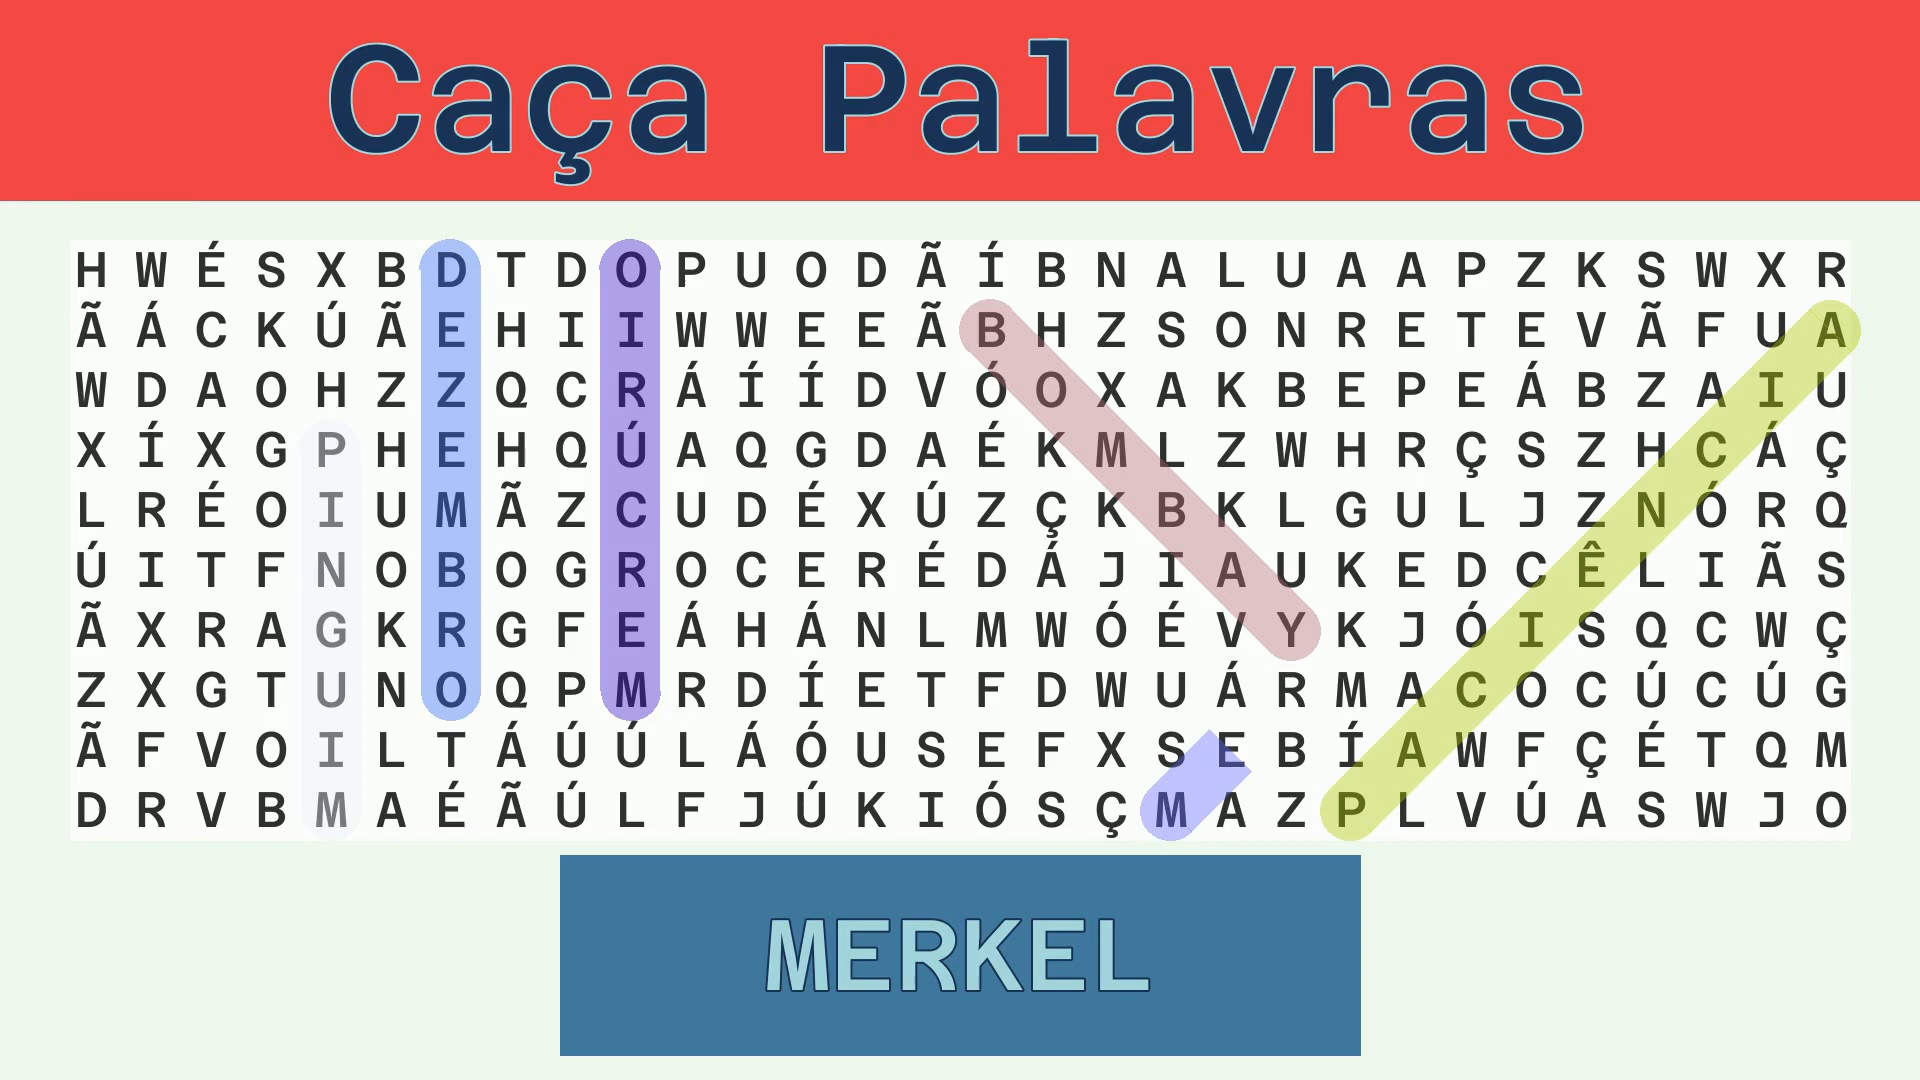 Caça Palavras
H W É S X B D T D O P U O D Ã Í B N A L U A A P Z K S W X R
Ã Á C K Ú Ã E H I I W W E E Ã B H Z S O N R E T E V Ã F U A
W D A O H Z Z Q C R Á Í Í D V Ó O X A K B E P E Á B Z A I U
X Í X G P H E H Q Ú A Q G D A É K M L Z W H R Ç S Z H C Á Ç
L R É O I U M Ã Z C U D É X Ú Z Ç K B K L G U L J Z N Ó R Q
Ú I T F N O B O G R O C E R É D Á J I A U K E D C Ê L I Ã S
Ã X R A G K R G F E Á H Á N L M W Ó É V Y K J Ó I S Q C W Ç
Z X G T U N O Q P M R D Í E T F D W U Á R M A C O C Ú C Ú G
Ã F V O I L T Á Ú Ú L Á Ó U S E F X S E B Í A W F Ç É T Q M
D R V B M A É Ã Ú L F J Ú K I Ó S Ç M A Z P L V Ú A S W J O
MERKEL